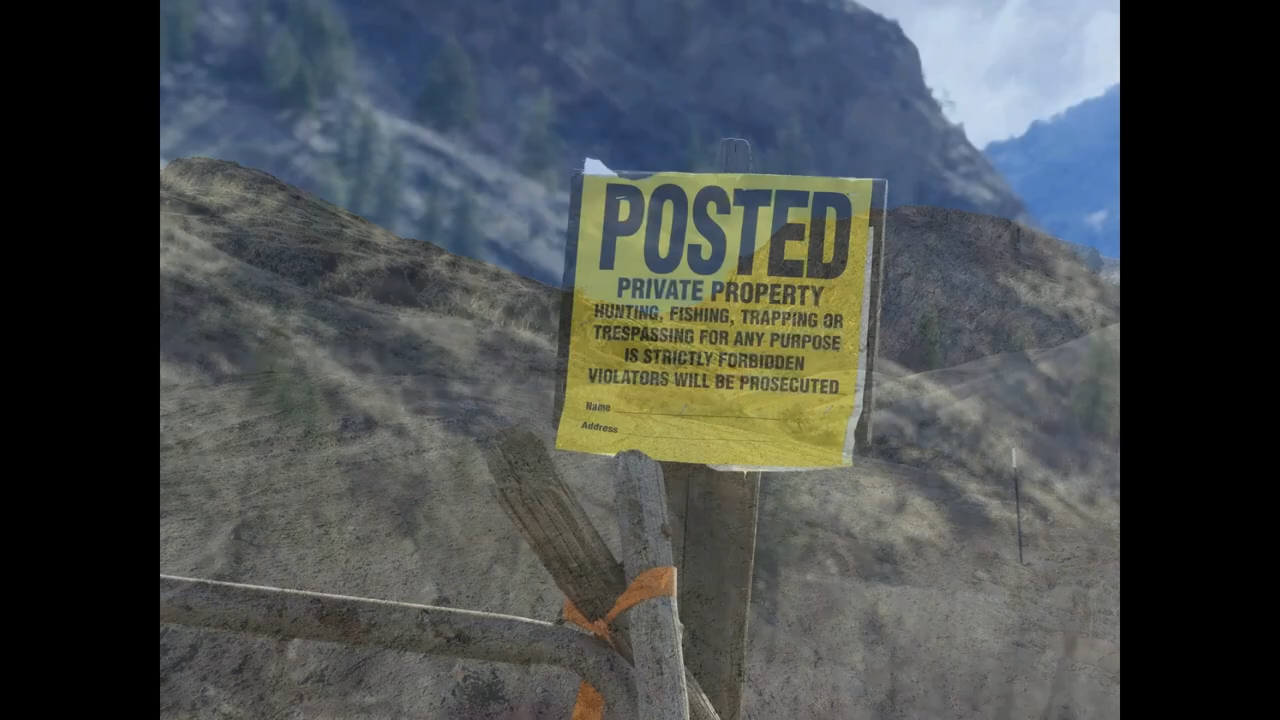 POSTED
PRIVATE PROPERTY
HUNTING, FISHING, TRAPPING OR
TRESPASSING FOR ANY PURPOSE
IS STRICTLY FORBIDDEN
VIOLATORS WILL BE PROSECUTED
Name
Address